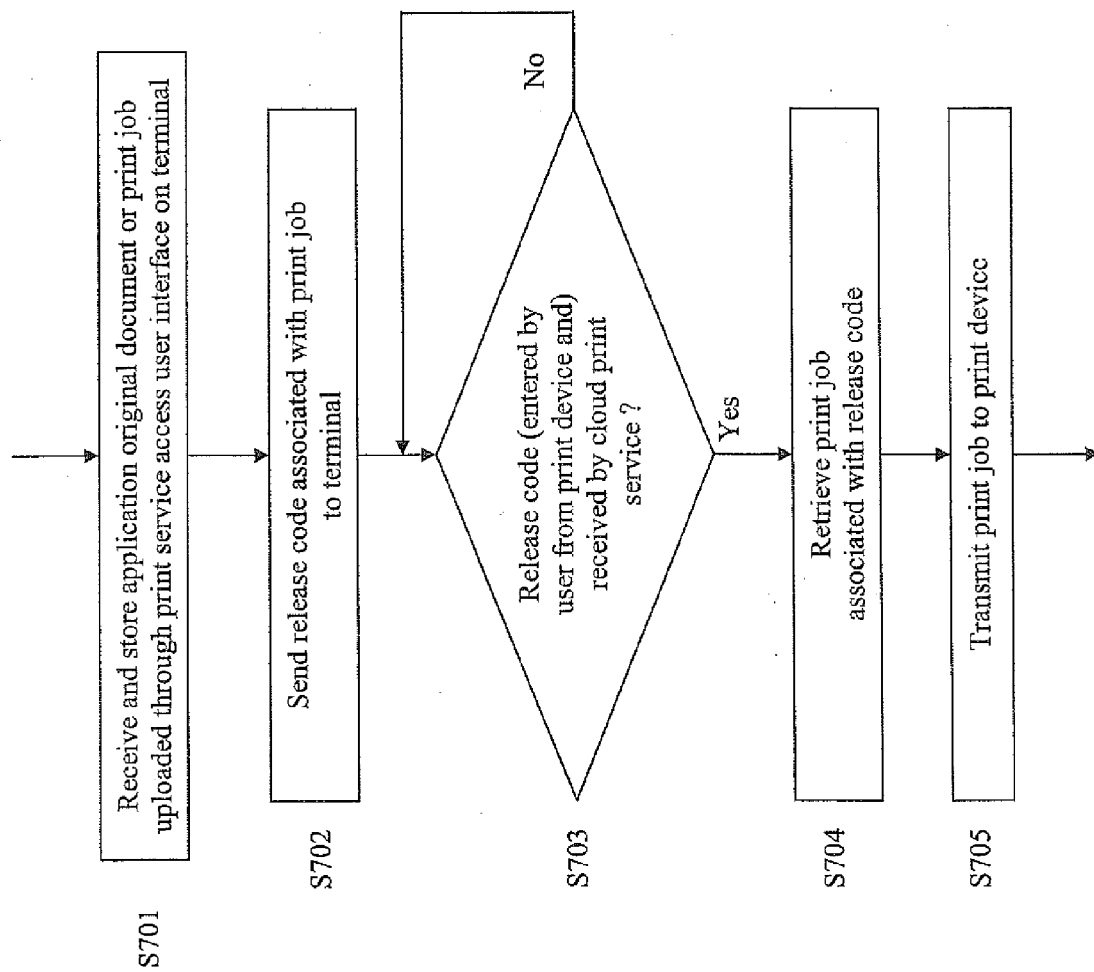 S701
Receive and store application original document or print job
uploaded through print service access user interface on terminal
S702
Send release code associated with print job
to terminal
S703
Release code (entered by
user from print device and)
received by cloud print
service ?
No
Yes
S704
Retrieve print job
associated with release code
S705
Transmit print job to print device